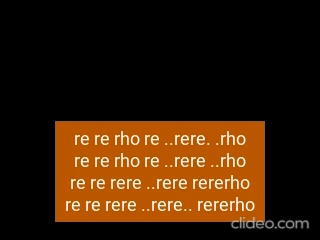 re re rho re ..rere. .rho
re re rho re ..rere ..rho
re re rere ..rere rererho
re re rere ..rere.. rererho
clideo.com